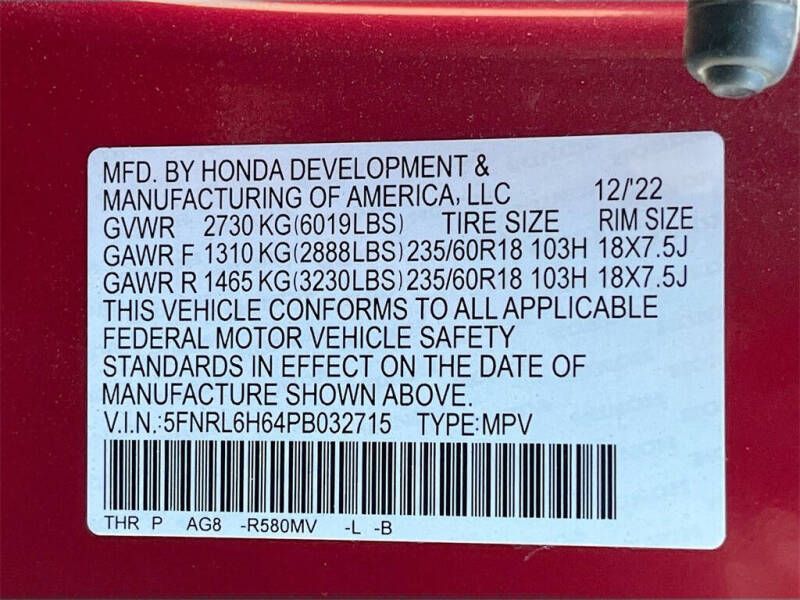 MFD. BY HONDA DEVELOPMENT &
MANUFACTURING OF AMERICA, LLC 12/'22
GVWR 2730 KG(6019LBS) TIRE SIZE RIM SIZE
GAWR F 1310 KG(2888LBS) 235/60R18 103H 18X7.5J
GAWR R 1465 KG(3230LBS) 235/60R18 103H 18X7.5J
THIS VEHICLE CONFORMS TO ALL APPLICABLE
FEDERAL MOTOR VEHICLE SAFETY
STANDARDS IN EFFECT ON THE DATE OF
MANUFACTURE SHOWN ABOVE.
V.I.N.:5FNRL6H64PB032715 TYPE:MPV
THR P AG8 -R580MV -L -B